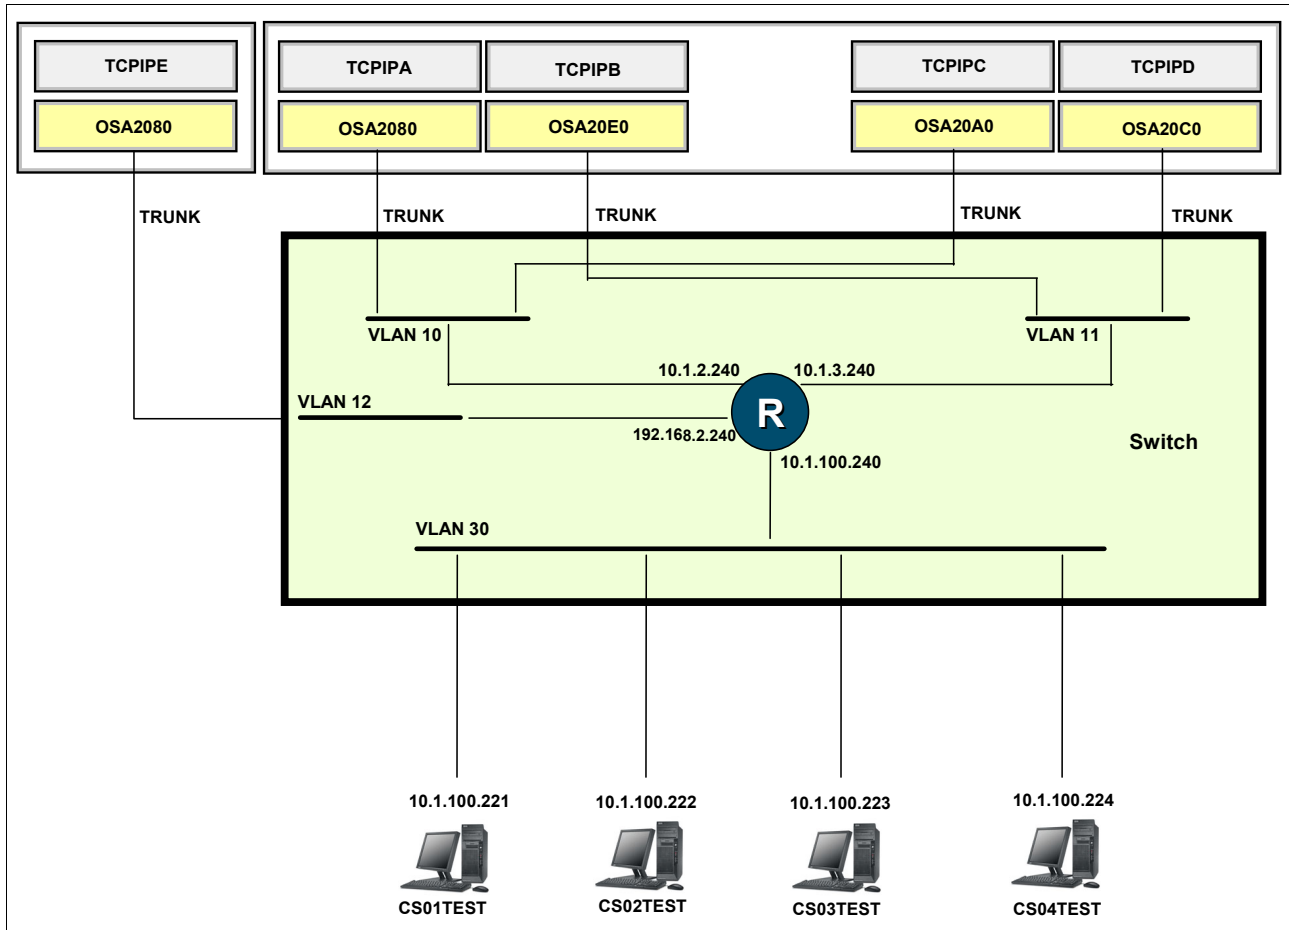 TCPIPE
TCPIPA
TCPIPB
TCPIPC
TCPIPD
OSA2080
OSA2080
OSA20E0
OSA20A0
OSA20C0
TRUNK
TRUNK
TRUNK
TRUNK
TRUNK
VLAN 10
VLAN 11
10.1.2.240
10.1.3.240
R
VLAN 12
192.168.2.240
Switch
10.1.100.240
VLAN 30
10.1.100.221
10.1.100.222
10.1.100.223
10.1.100.224
CS01TEST
CS02TEST
CS03TEST
CS04TEST